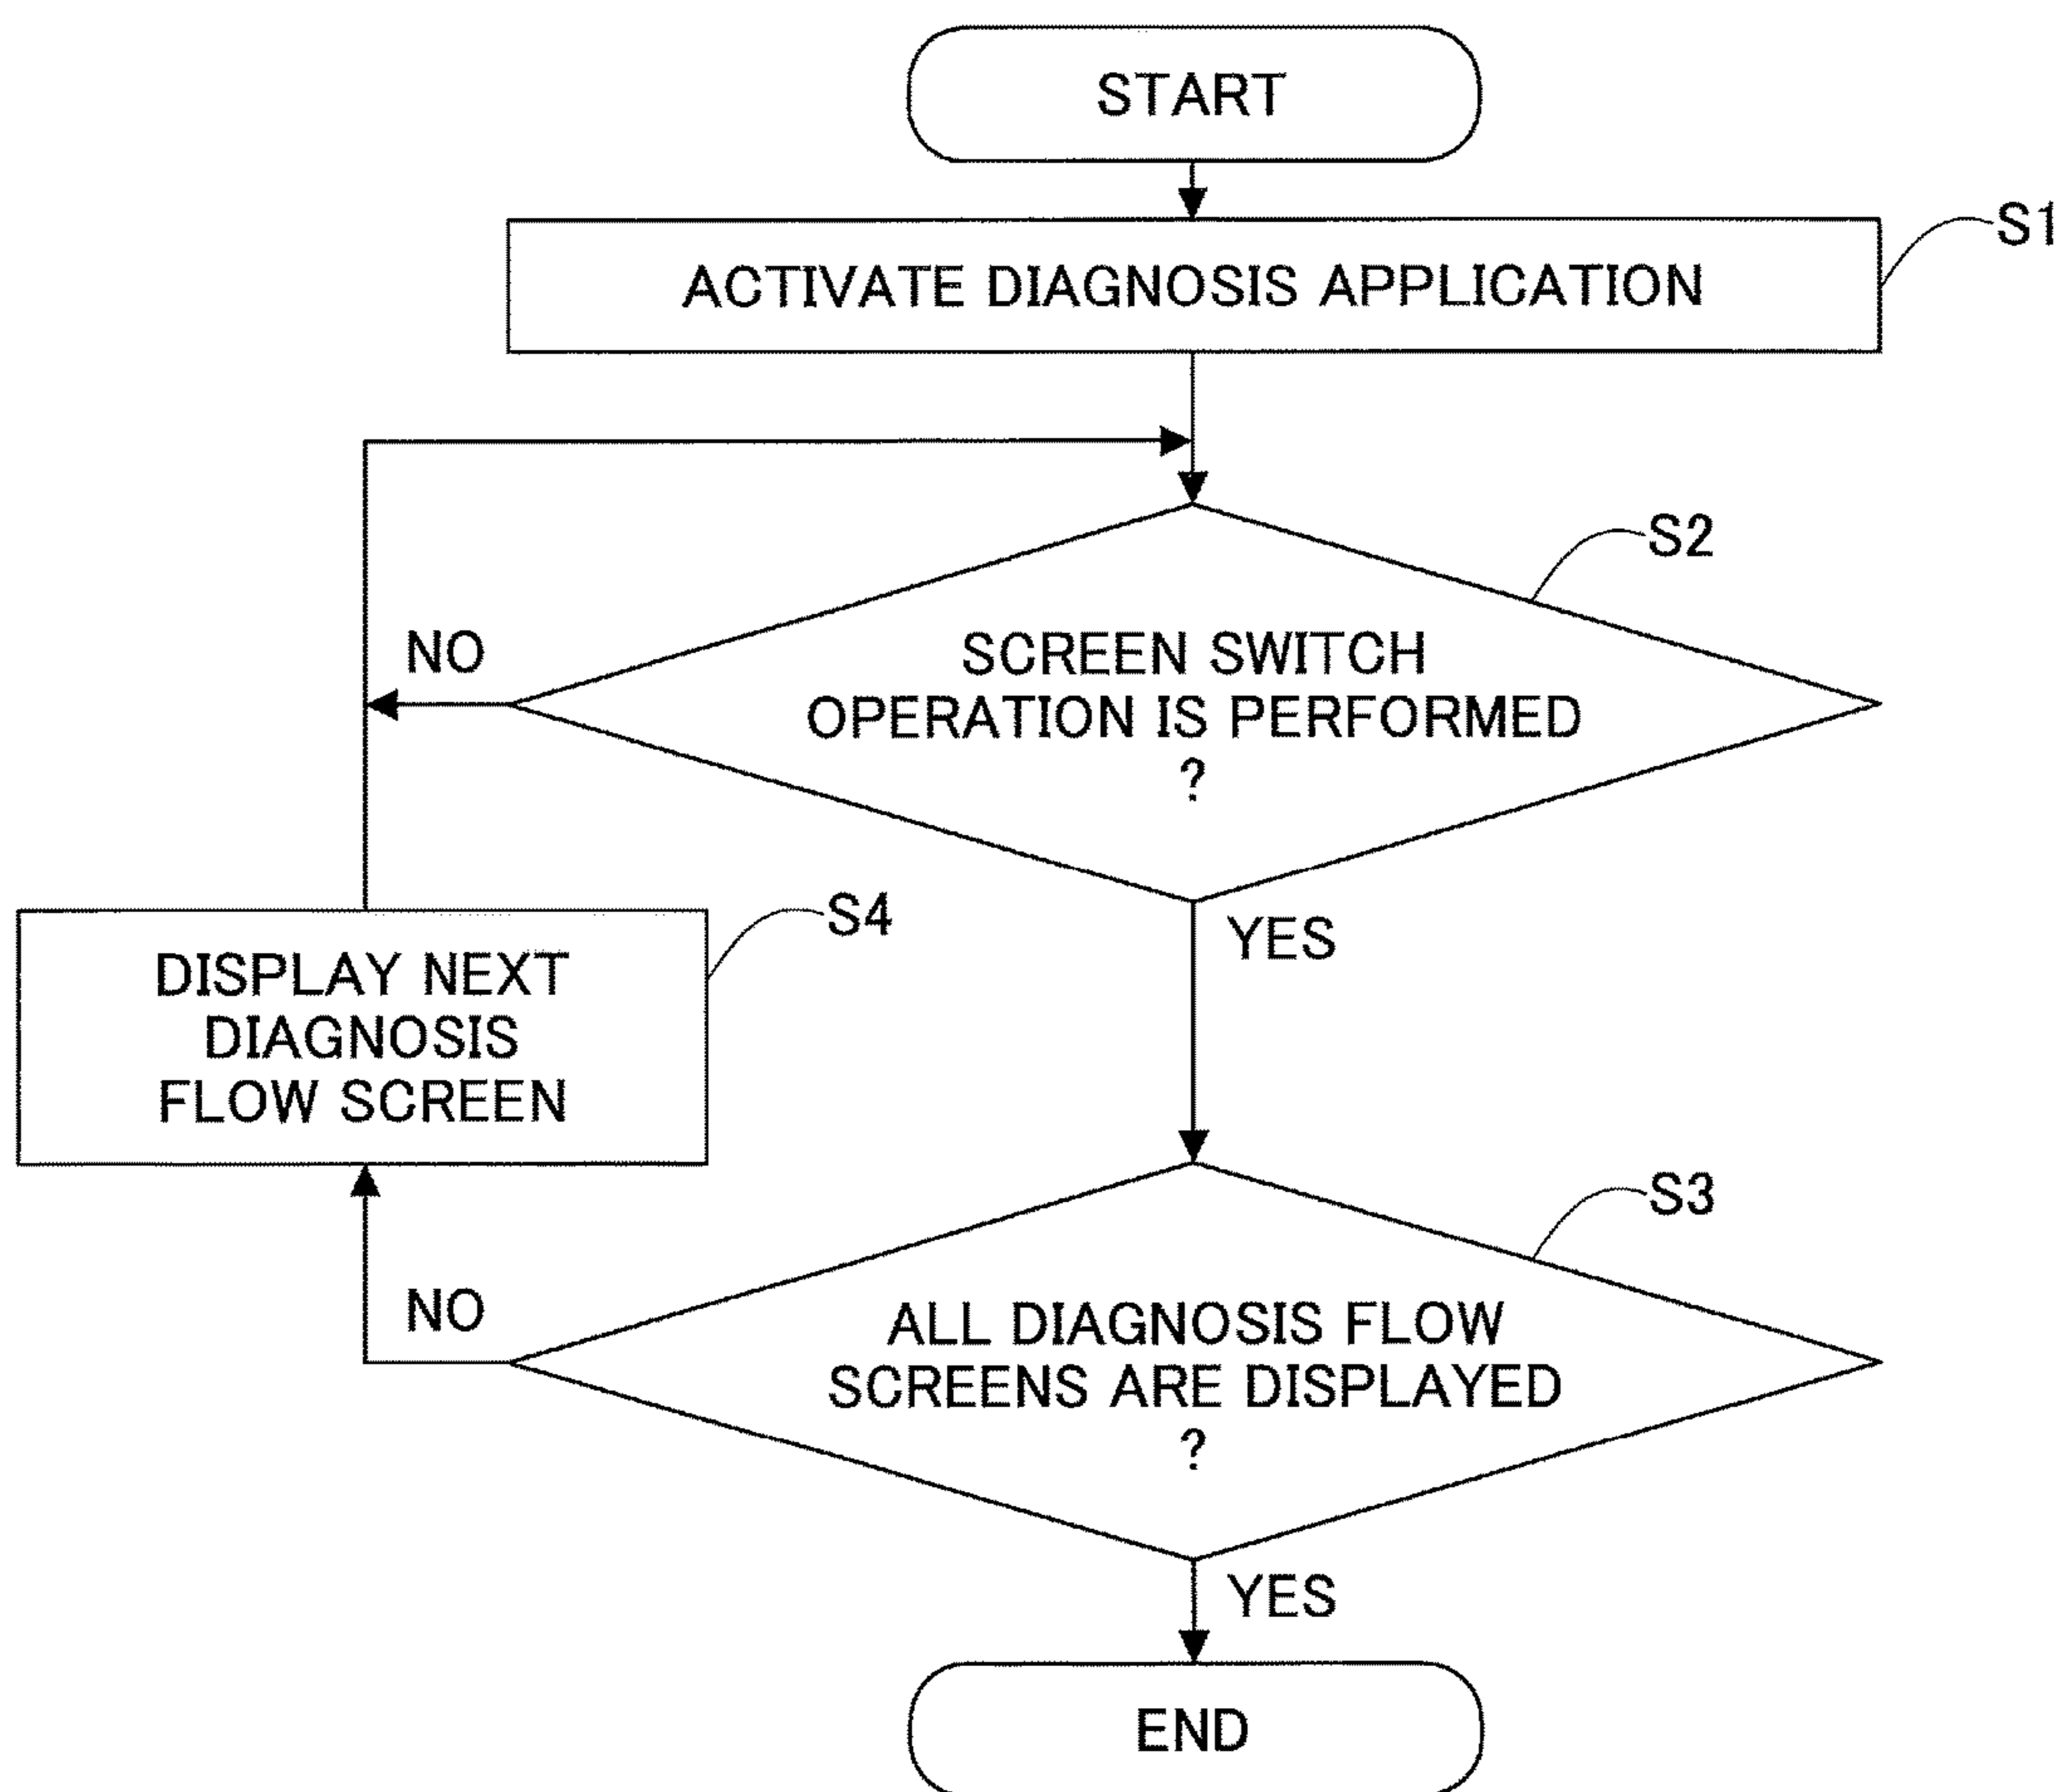 START
ACTIVATE DIAGNOSIS APPLICATION
S1
S2
SCREEN SWITCH
OPERATION IS PERFORMED
?
NO
YES
S4
DISPLAY NEXT
DIAGNOSIS
FLOW SCREEN
S3
ALL DIAGNOSIS FLOW
SCREENS ARE DISPLAYED
?
NO
YES
END